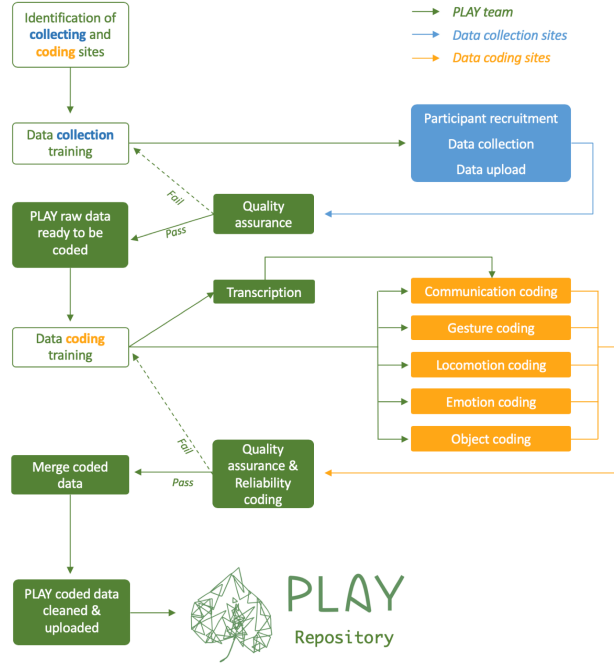 Identification of
collecting and
coding sites
PLAY team
Data collection sites
Data coding sites
Data collection
training
Participant recruitment
Data collection
Data upload
Fail
Quality
assurance
Pass
PLAY raw data
ready to be
coded
Transcription
Communication coding
Gesture coding
Data coding
training
Locomotion coding
Emotion coding
Object coding
Fail
Quality
assurance &
Reliability
coding
Pass
Merge coded
data
PLAY coded data
cleaned &
uploaded
PLAY
Repository